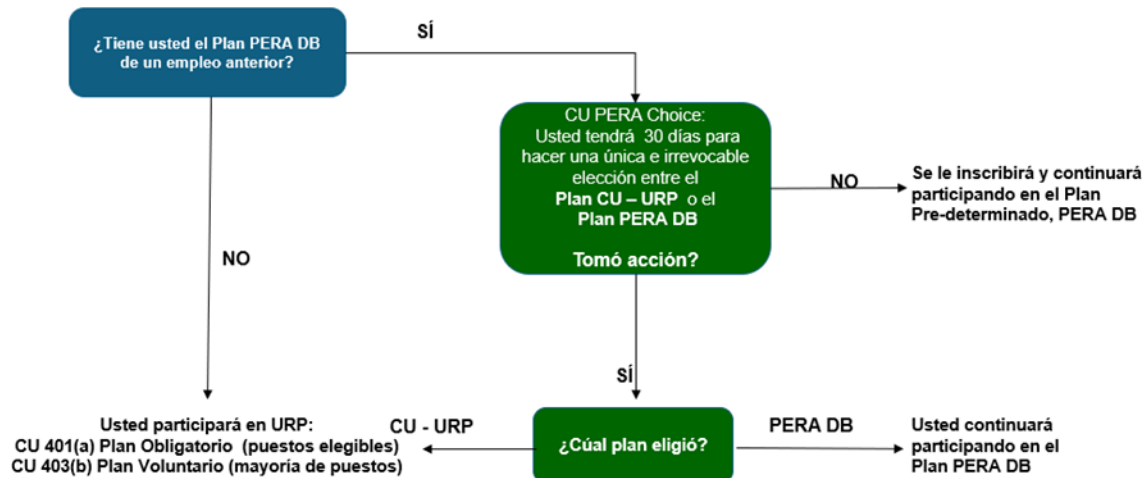 ¿Tiene usted el Plan PERA DB
de un empleo anterior?
SÍ
CU PERA Choice:
Usted tendrá 30 días para
hacer una única e irrevocable
elección entre el
Plan CU – URP o el
Plan PERA DB
Tomó acción?
NO
Se le inscribirá y continuará
participando en el Plan
Pre-determinado, PERA DB
NO
SÍ
Usted participará en URP:
CU 401(a) Plan Obligatorio (puestos elegibles)
CU 403(b) Plan Voluntario (mayoría de puestos)
CU - URP
¿Cúal plan eligió?
PERA DB
Usted continuará
participando en el
Plan PERA DB